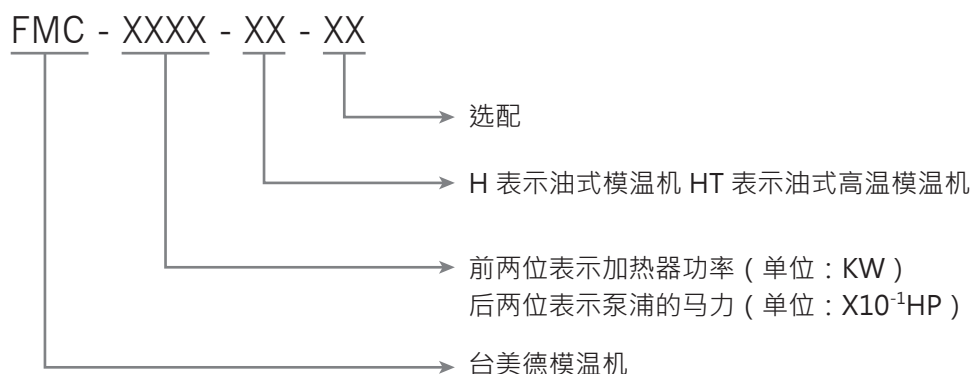 FMC - XXXX - XX - XX
选配
H 表示油式模温机 HT 表示油式高温模温机
前两位表示加热器功率（单位：KW）
后两位表示泵浦的马力（单位：X10⁻¹HP）
台美德模温机